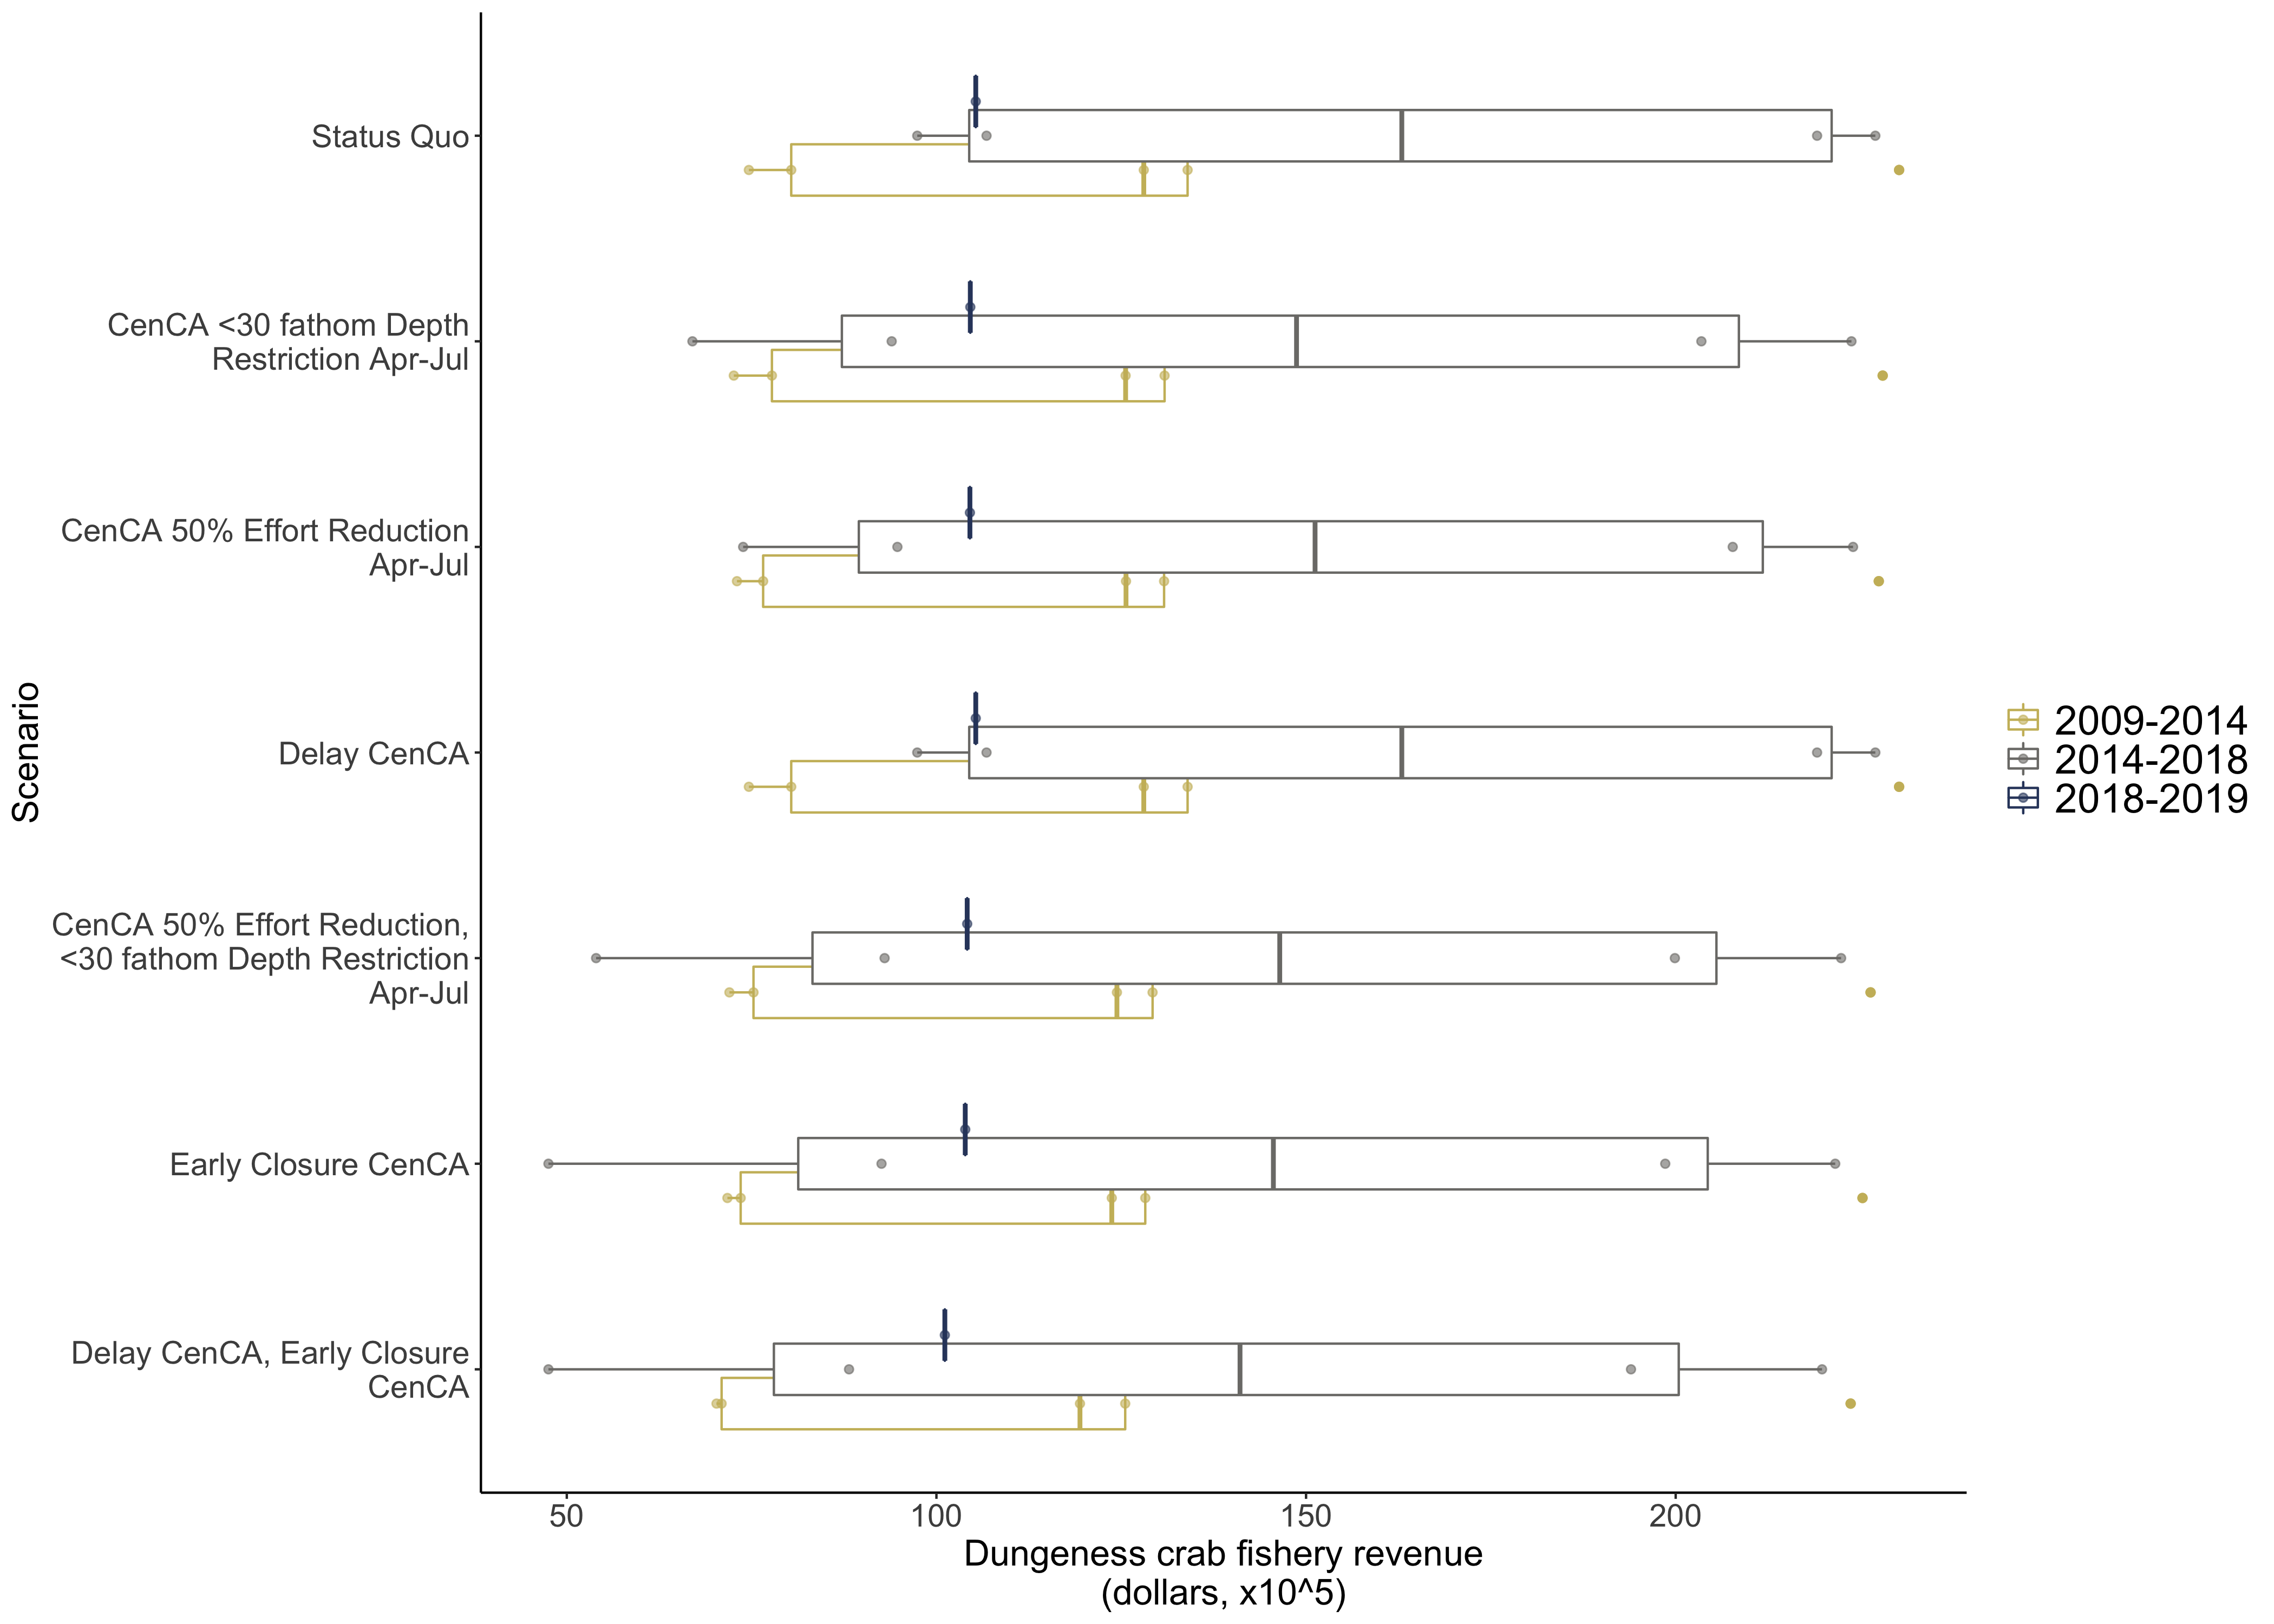 Status Quo
CenCA <30 fathom Depth
Restriction Apr-Jul
CenCA 50% Effort Reduction
Apr-Jul
Delay CenCA
CenCA 50% Effort Reduction,
<30 fathom Depth Restriction
Apr-Jul
Early Closure CenCA
Delay CenCA, Early Closure
CenCA
Scenario
50 100 150 200
Dungeness crab fishery revenue
(dollars, x10^5)
2009-2014
2014-2018
2018-2019